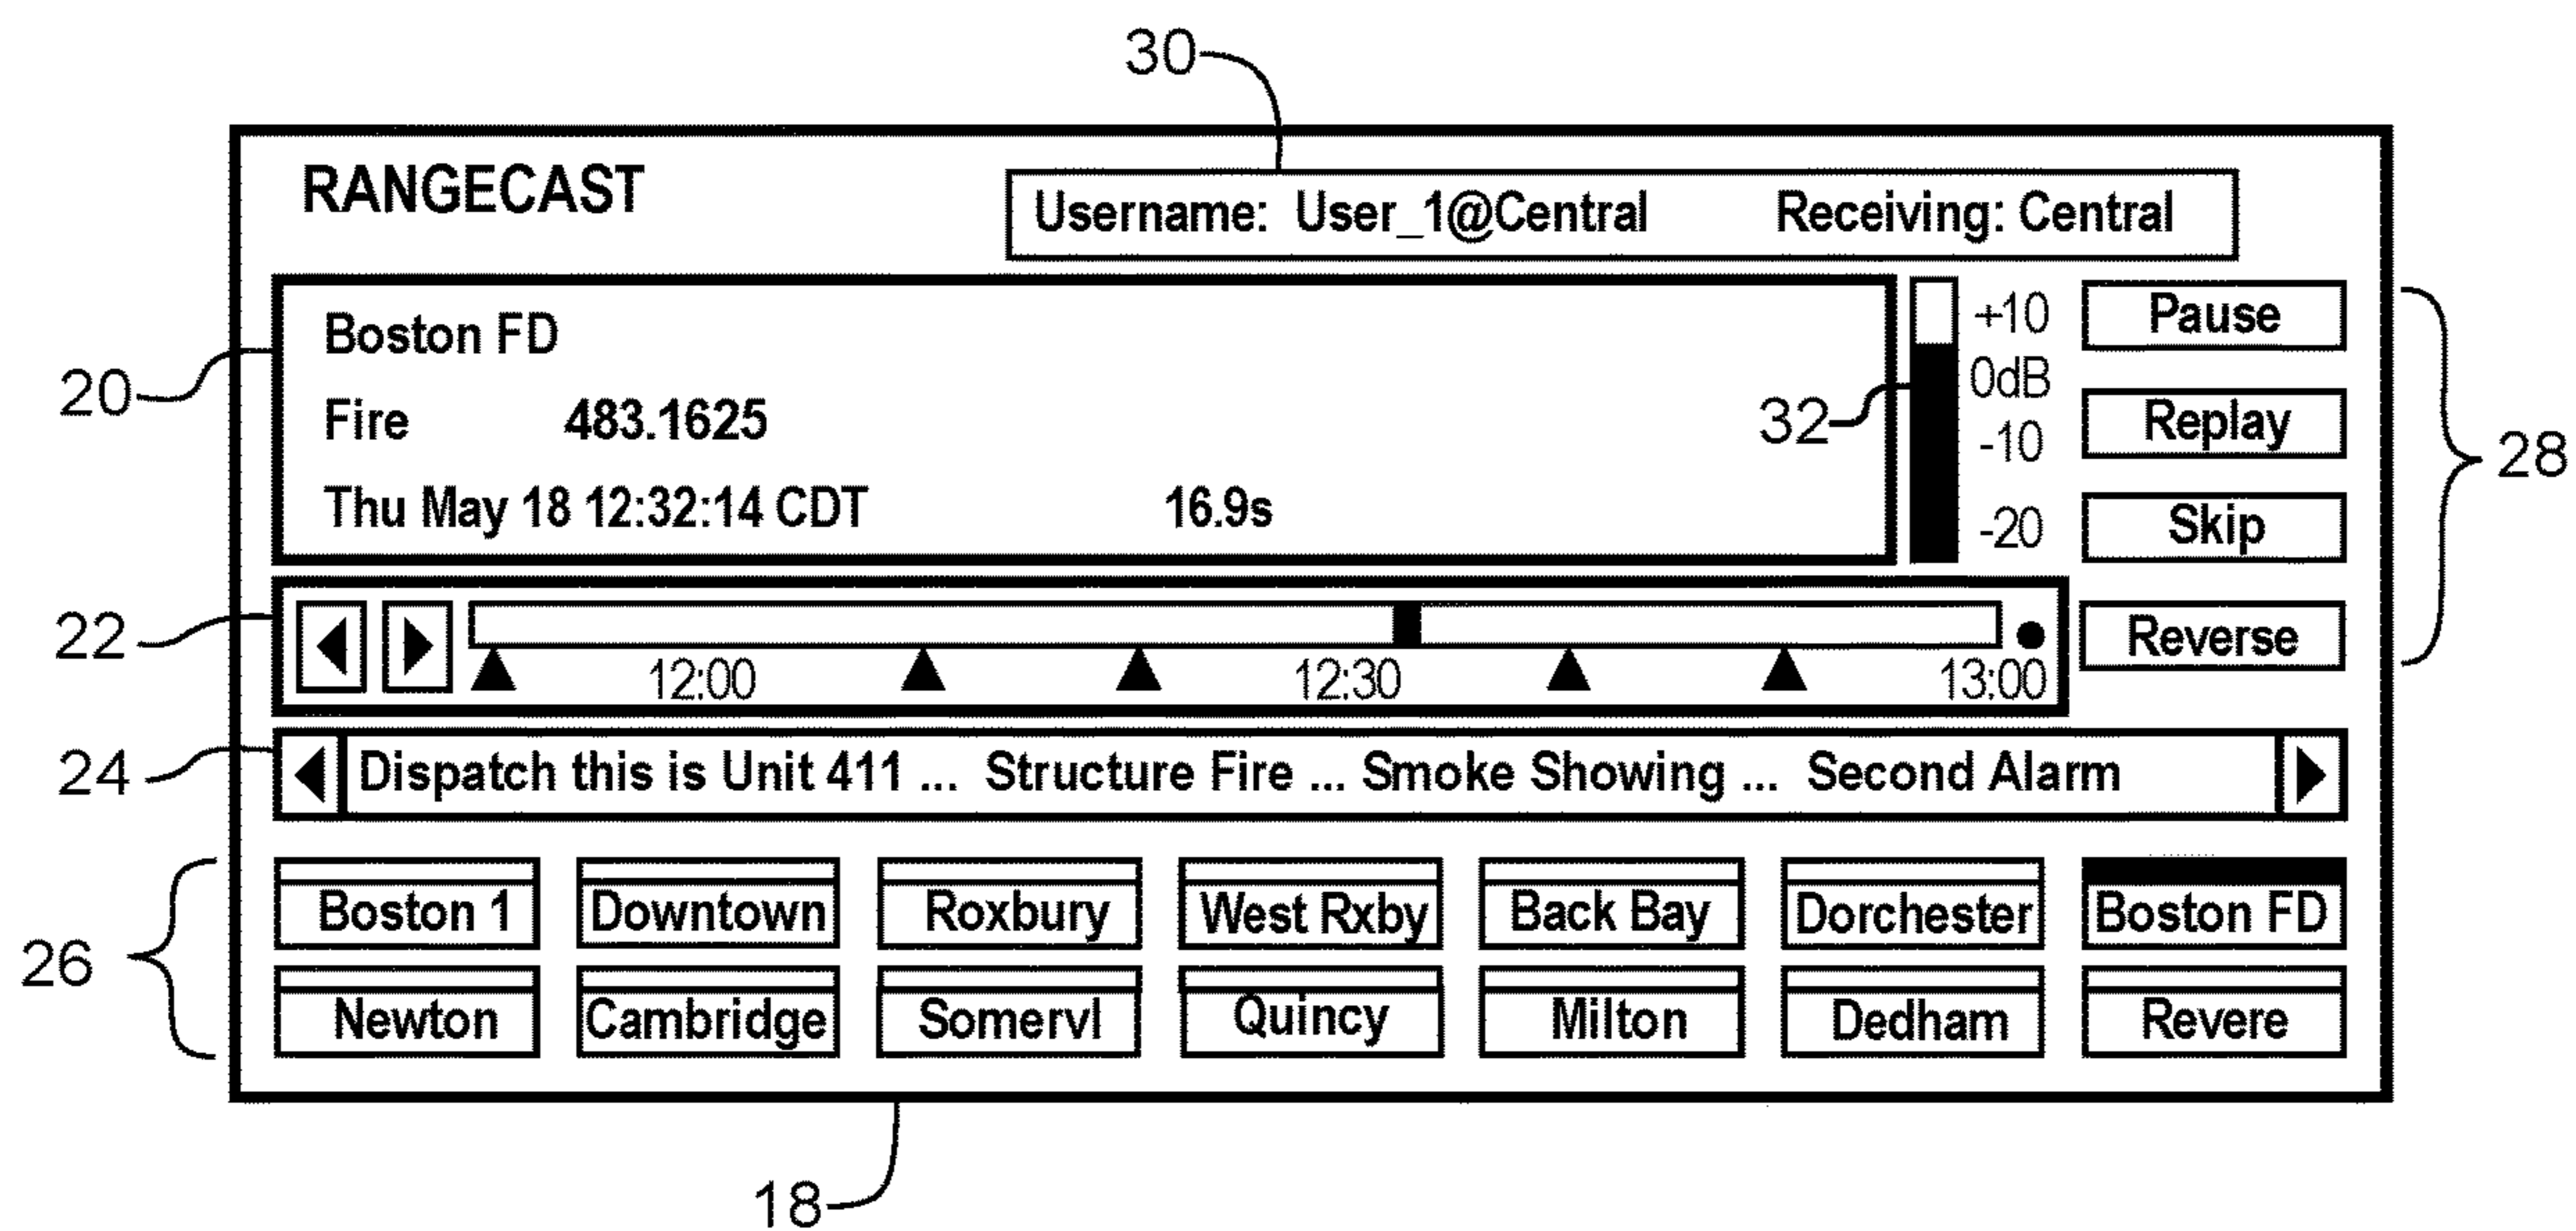 30
RANGECAST
Username: User_1@Central Receiving: Central
Boston FD
Fire 483.1625
Thu May 18 12:32:14 CDT 16.9s
20
32
+10
0dB
-10
-20
Pause
Replay
Skip
Reverse
28
22
12:00 12:30 13:00
24
Dispatch this is Unit 411 ... Structure Fire ... Smoke Showing ... Second Alarm
26
Boston 1 Downtown Roxbury West Rxby Back Bay Dorchester Boston FD
Newton Cambridge Somervl Quincy Milton Dedham Revere
18